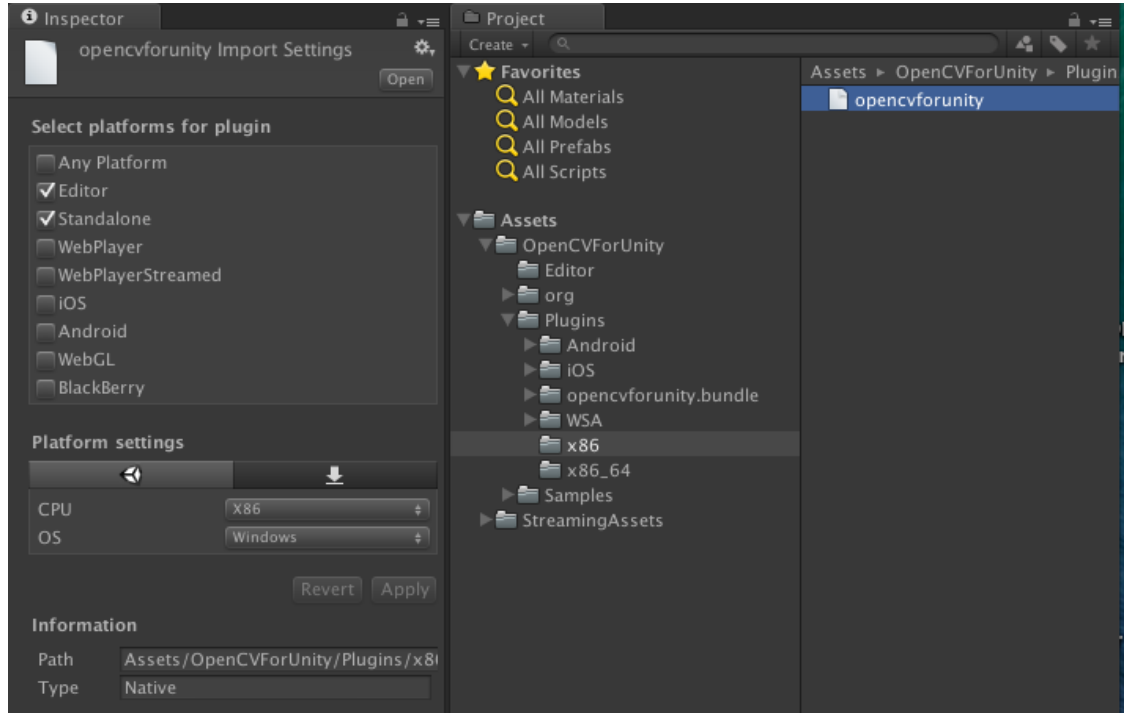 Inspector
opencvforunity Import Settings
Open
Select platforms for plugin
Any Platform
Editor
Standalone
WebPlayer
WebPlayerStreamed
iOS
Android
WebGL
BlackBerry
Platform settings
CPU X86
OS Windows
Revert Apply
Information
Path Assets/OpenCVForUnity/Plugins/x8
Type Native
Project
Create
Favorites
All Materials
All Models
All Prefabs
All Scripts
Assets
OpenCVForUnity
Editor
org
Plugins
Android
iOS
opencvforunity.bundle
WSA
x86
x86_64
Samples
StreamingAssets
Assets OpenCVForUnity Plugin
opencvforunity